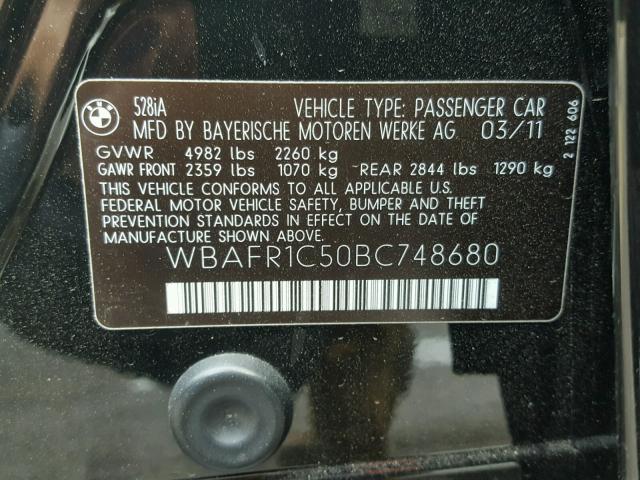 BMW
528iA VEHICLE TYPE: PASSENGER CAR
MFD BY BAYERISCHE MOTOREN WERKE AG 03/11
GVWR 4982 lbs 2260 kg
GAWR FRONT 2359 lbs 1070 kg REAR 2844 lbs 1290 kg
THIS VEHICLE CONFORMS TO ALL APPLICABLE U.S.
FEDERAL MOTOR VEHICLE SAFETY, BUMPER AND THEFT
PREVENTION STANDARDS IN EFFECT ON THE DATE OF
MANUFACTURE SHOWN ABOVE.
WBAFR1C50BC748680
2 122 606